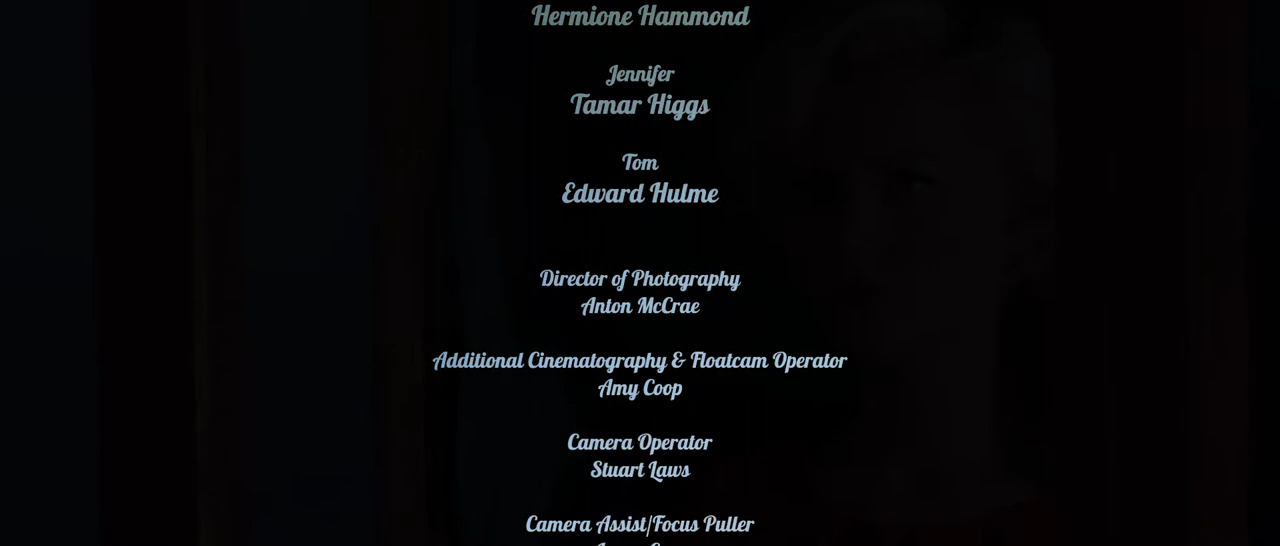 Hermione Hammond
Jennifer
Tamar Higgs
Tom
Edward Hulme
Director of Photography
Anton McCrae
Additional Cinematography & Floatcam Operator
Amy Coop
Camera Operator
Stuart Laws
Camera Assist/Focus Puller